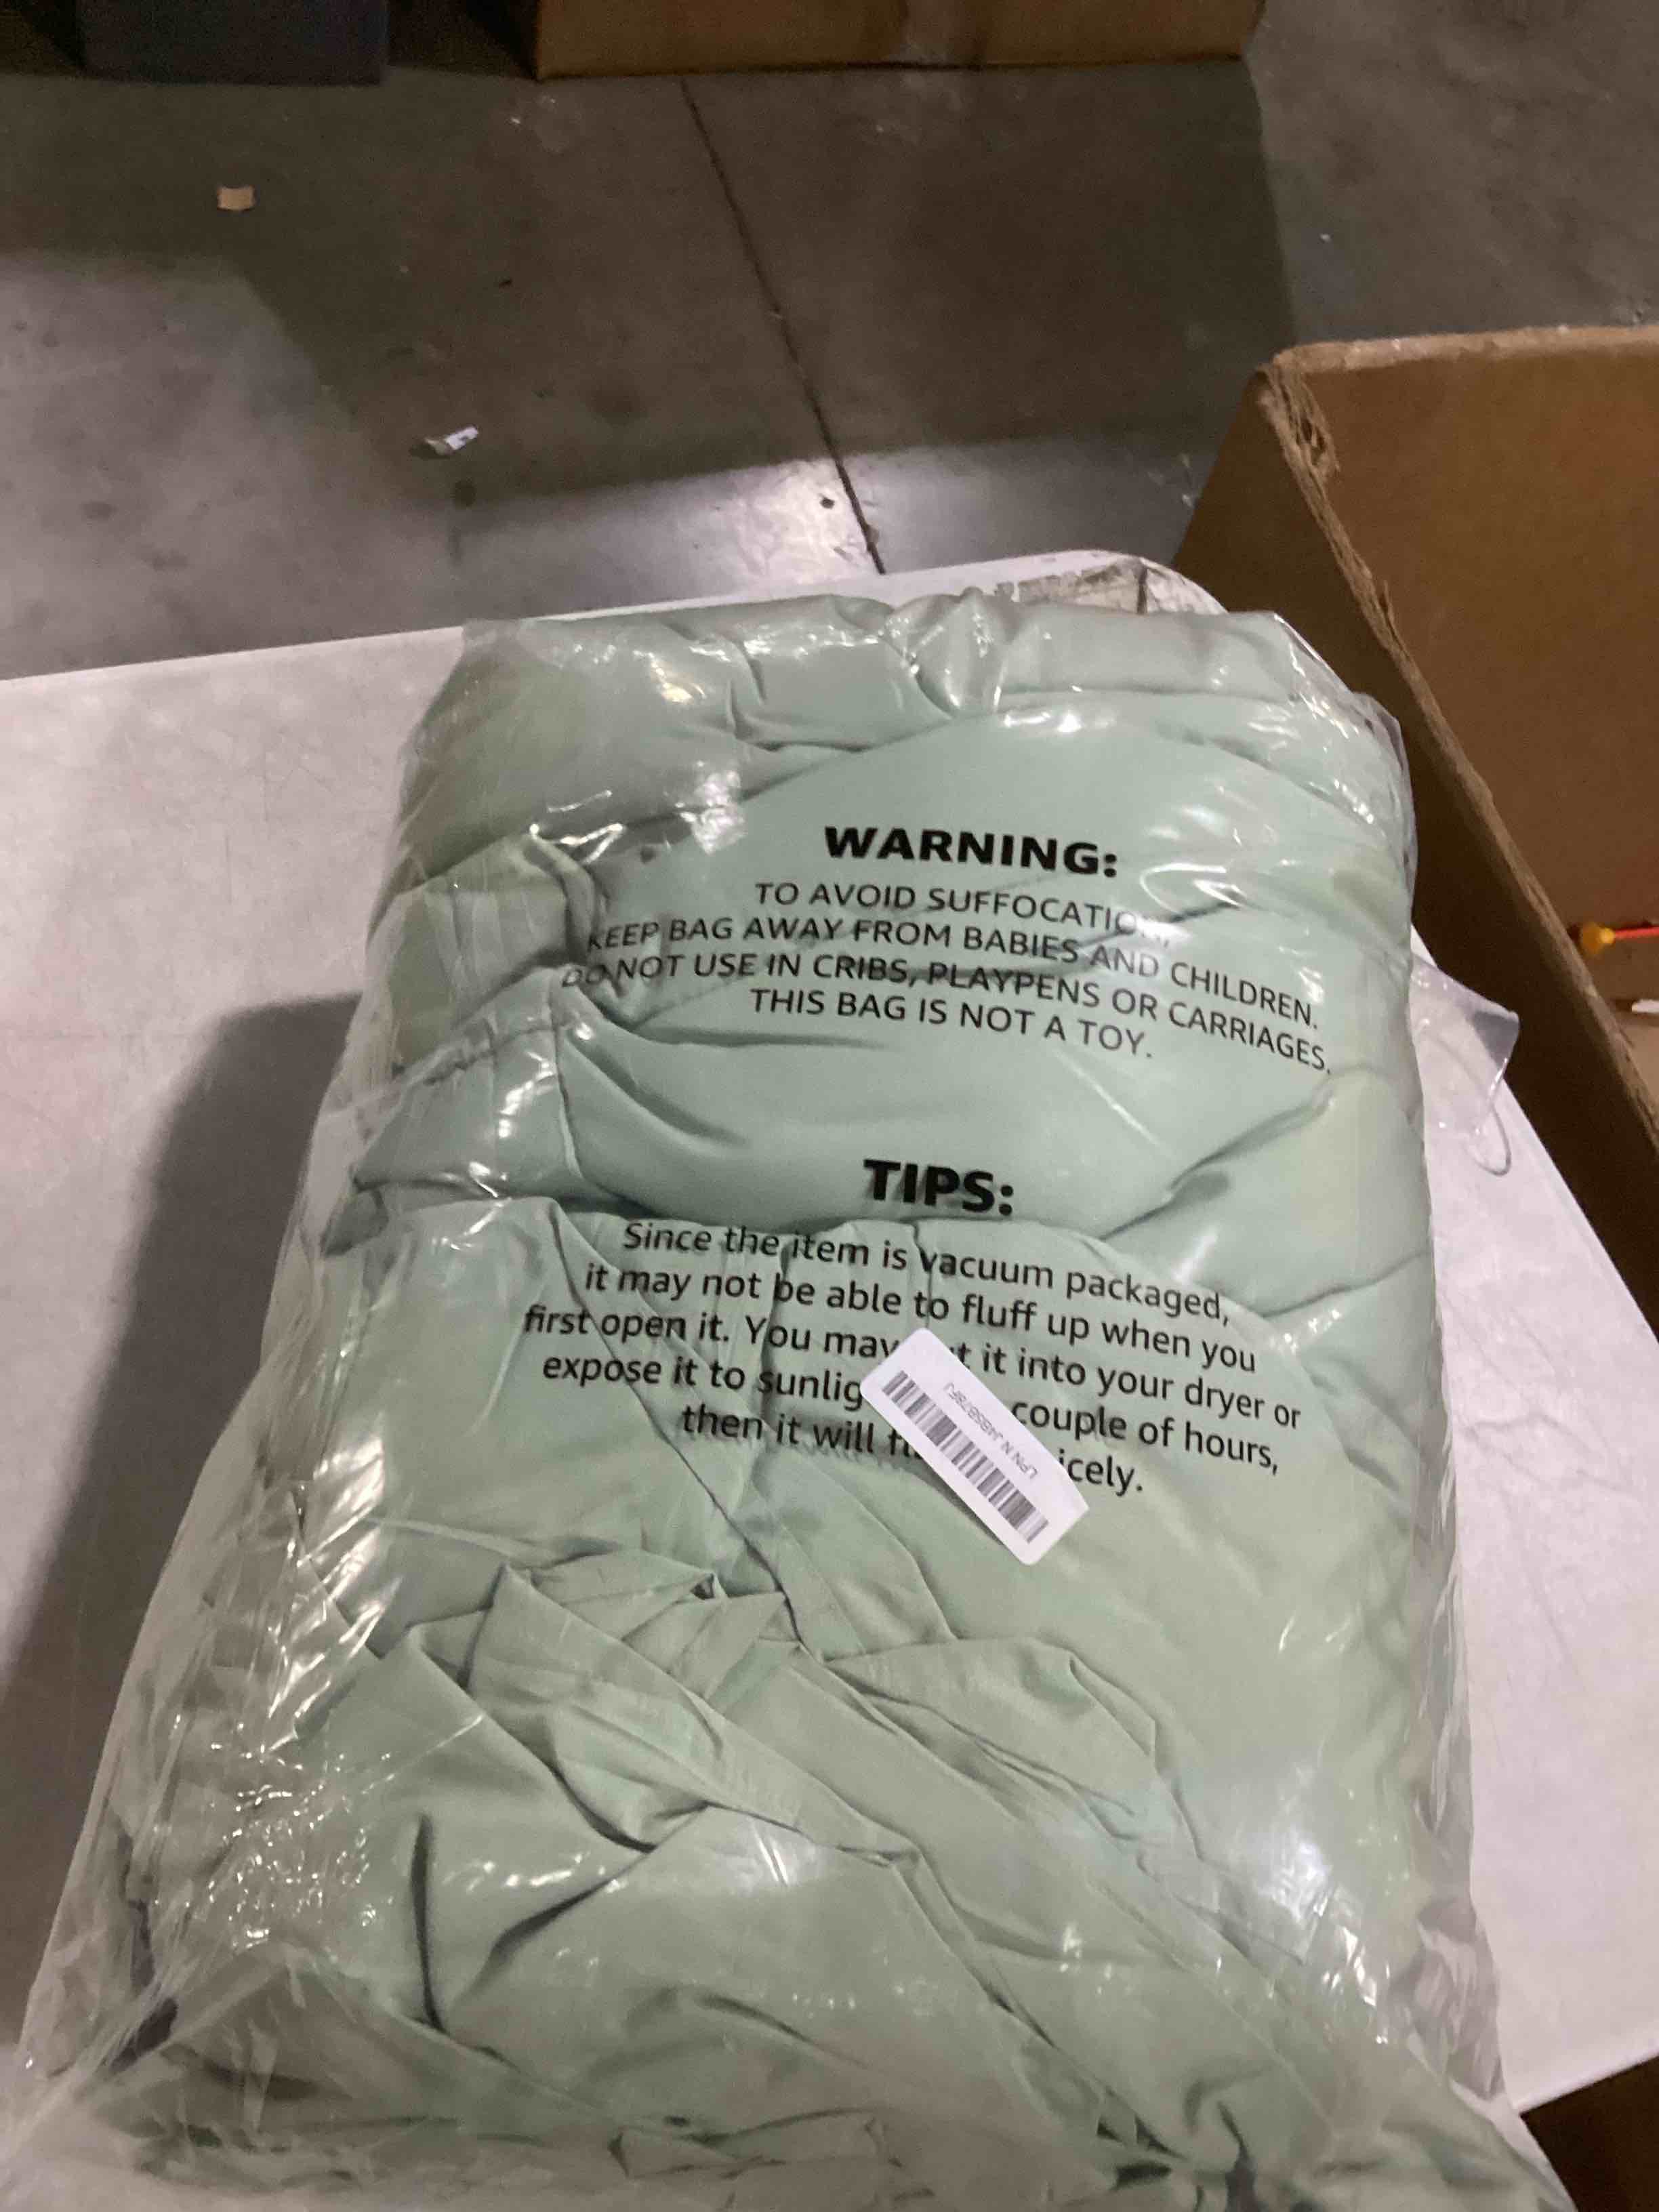 WARNING:
TO AVOID SUFFOCATIO
KEEP BAG AWAY FROM BABIES AND CHILDREN.
DO NOT USE IN CRIBS, PLAYPENS OR CARRIAGES.
THIS BAG IS NOT A TOY.
TIPS:
Since the item is vacuum packaged,
it may not be able to fluff up when you
first open it. You may it into your dryer or
expose it to sunlig couple of hours,
then it will icely.